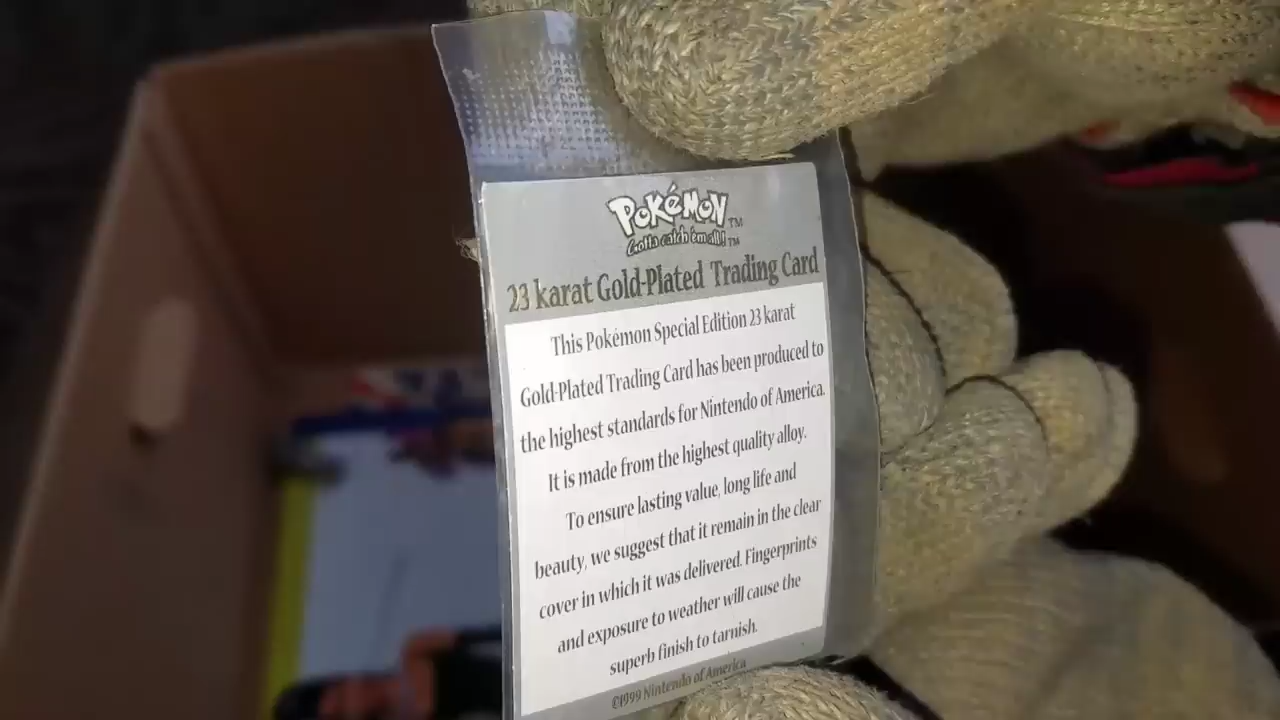 POKéMON™
Gotta catch 'em all!™
23 karat Gold-Plated Trading Card
This Pokémon Special Edition 23 karat
Gold-Plated Trading Card has been produced to
the highest standards for Nintendo of America.
It is made from the highest quality alloy.
To ensure lasting value, long life and
beauty, we suggest that it remain in the clear
cover in which it was delivered. Fingerprints
and exposure to weather will cause the
superb finish to tarnish.
©1999 Nintendo of America